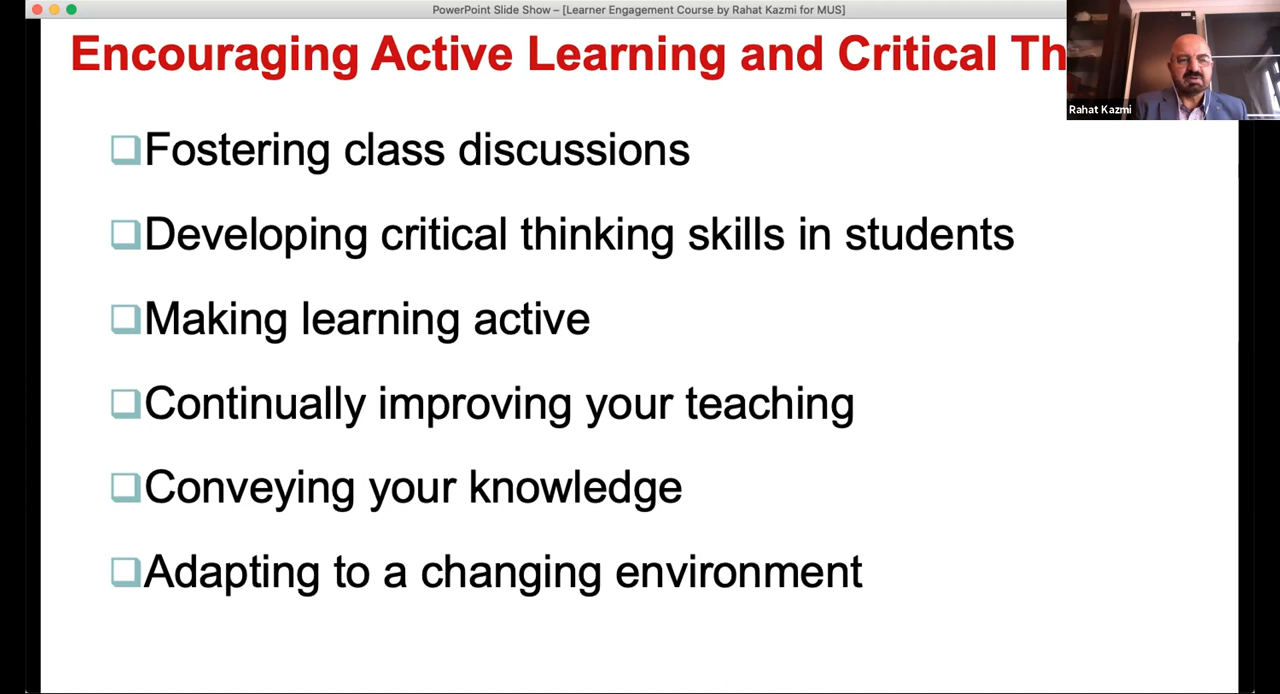 PowerPoint Slide Show – [Learner Engagement Course by Rahat Kazmi for MUS]
Encouraging Active Learning and Critical Th
Rahat Kazmi
Fostering class discussions
Developing critical thinking skills in students
Making learning active
Continually improving your teaching
Conveying your knowledge
Adapting to a changing environment